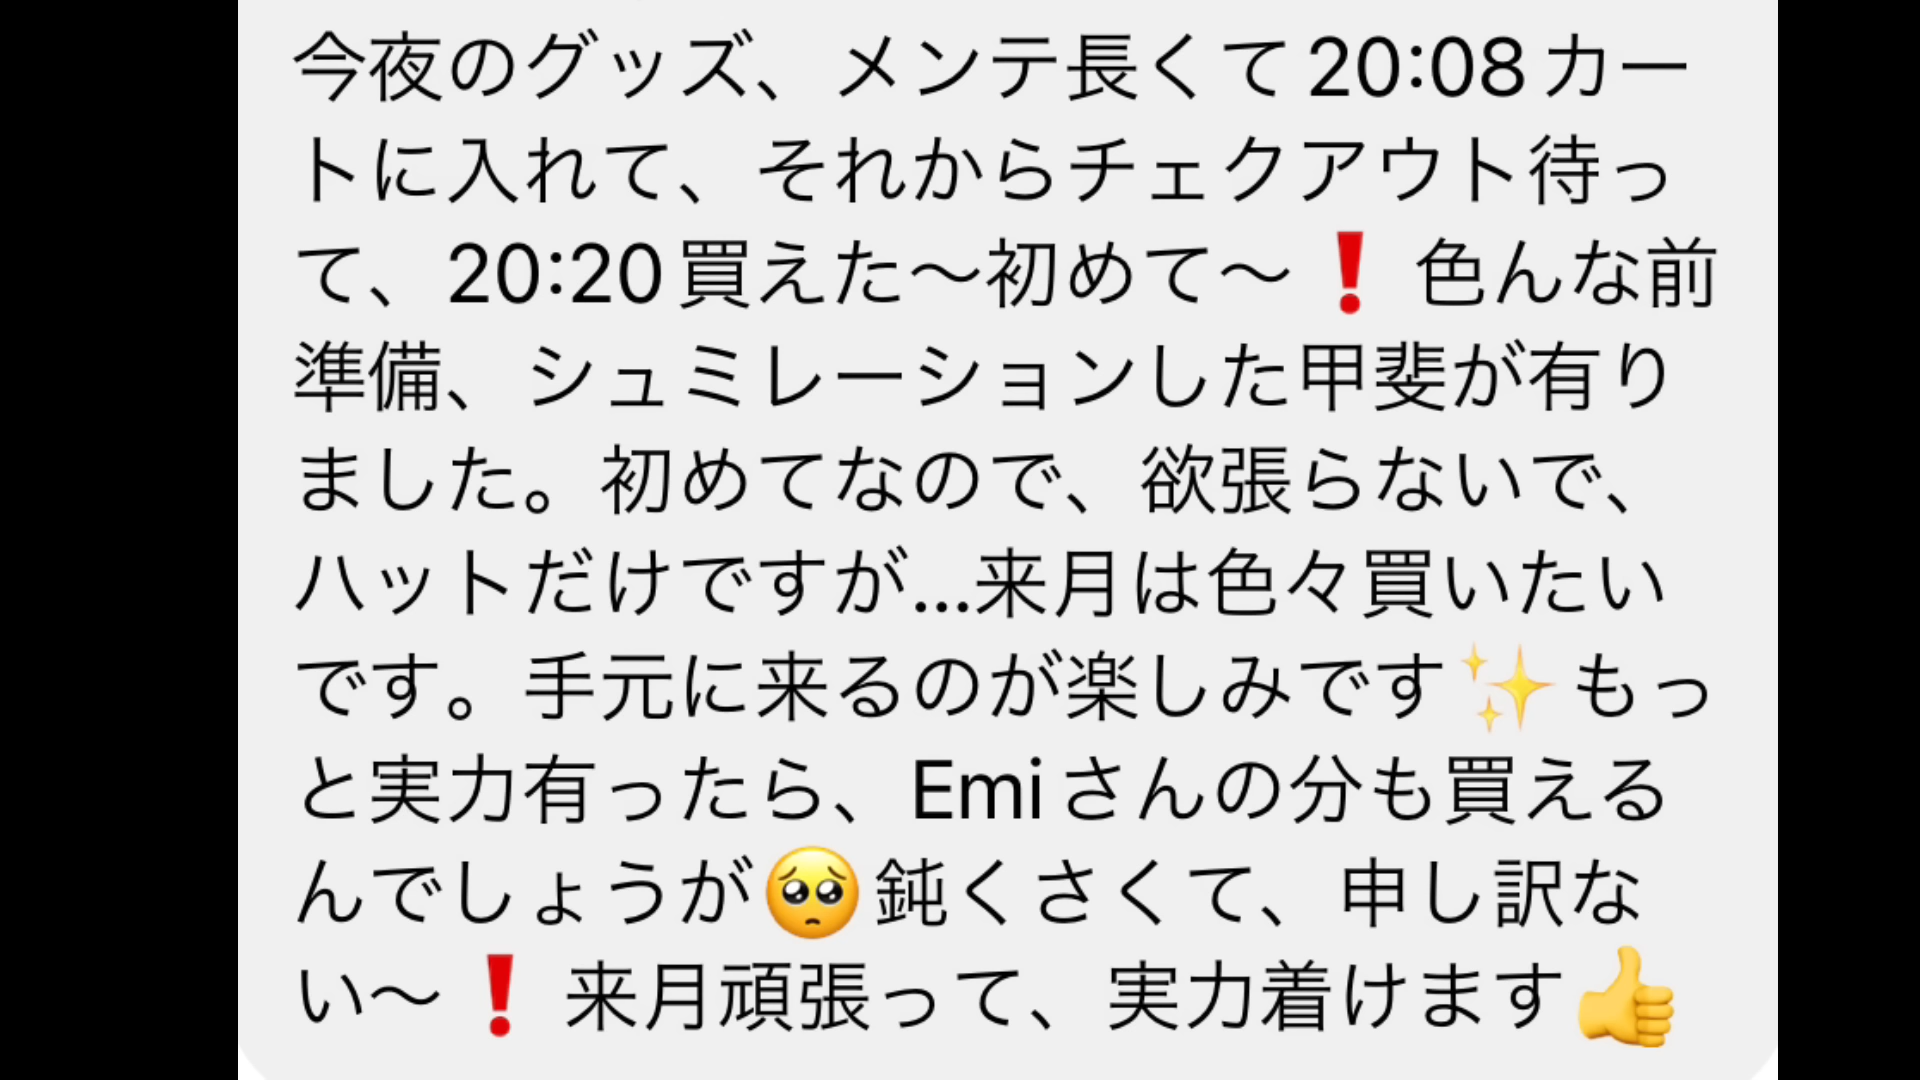 今夜のグッズ、メンテ長くて20:08カー
トに入れて、それからチェクアウト待っ
て、20:20買えた〜初めて〜❗️色んな前
準備、シュミレーションした甲斐が有り
ました。初めてなので、欲張らないで、
ハットだけですが...来月は色々買いたい
です。手元に来るのが楽しみです✨もっ
と実力有ったら、Emiさんの分も買える
んでしょうが🥺鈍くさくて、申し訳な
い〜❗️来月頑張って、実力着けます👍